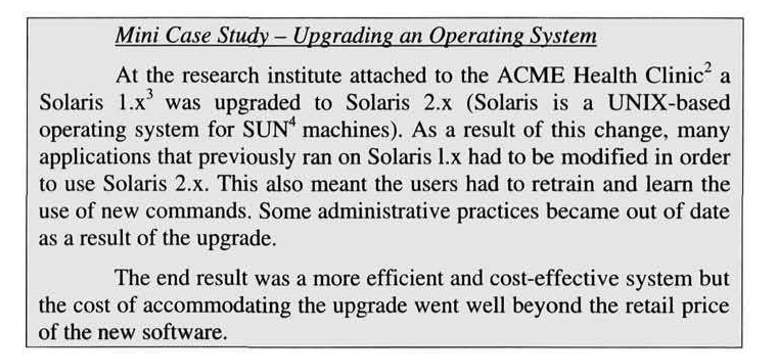 Mini Case Study – Upgrading an Operating System
At the research institute attached to the ACME Health Clinic² a
Solaris 1.x³ was upgraded to Solaris 2.x (Solaris is a UNIX-based
operating system for SUN⁴ machines). As a result of this change, many
applications that previously ran on Solaris l.x had to be modified in order
to use Solaris 2.x. This also meant the users had to retrain and learn the
use of new commands. Some administrative practices became out of date
as a result of the upgrade.
The end result was a more efficient and cost-effective system but
the cost of accommodating the upgrade went well beyond the retail price
of the new software.